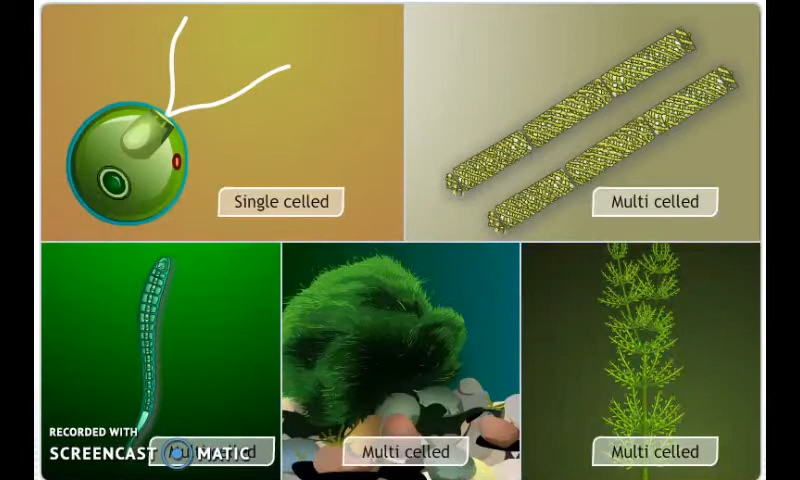 Single celled
Multi celled
RECORDED WITH
SCREENCAST MATIC
Multi celled
Multi celled